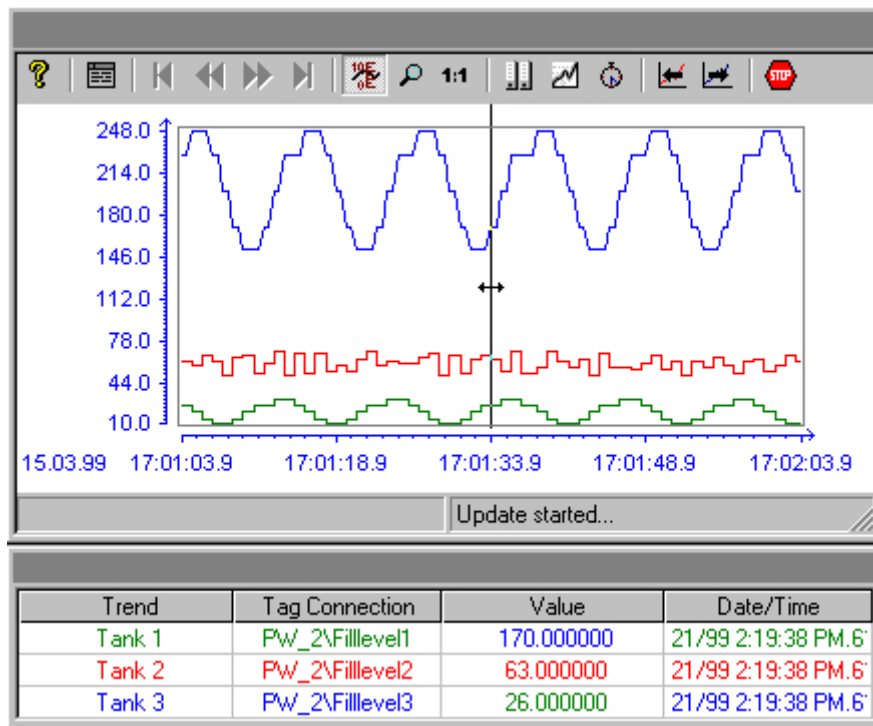 1:1
STOP
248.0
214.0
180.0
146.0
112.0
78.0
44.0
10.0
15.03.99 17:01:03.9 17:01:18.9 17:01:33.9 17:01:48.9 17:02:03.9
Update started...
Trend Tag Connection Value Date/Time
Tank 1 PW_2\Filllevel1 170.000000 21/99 2:19:38 PM.6
Tank 2 PW_2\Filllevel2 63.000000 21/99 2:19:38 PM.6
Tank 3 PW_2\Filllevel3 26.000000 21/99 2:19:38 PM.6